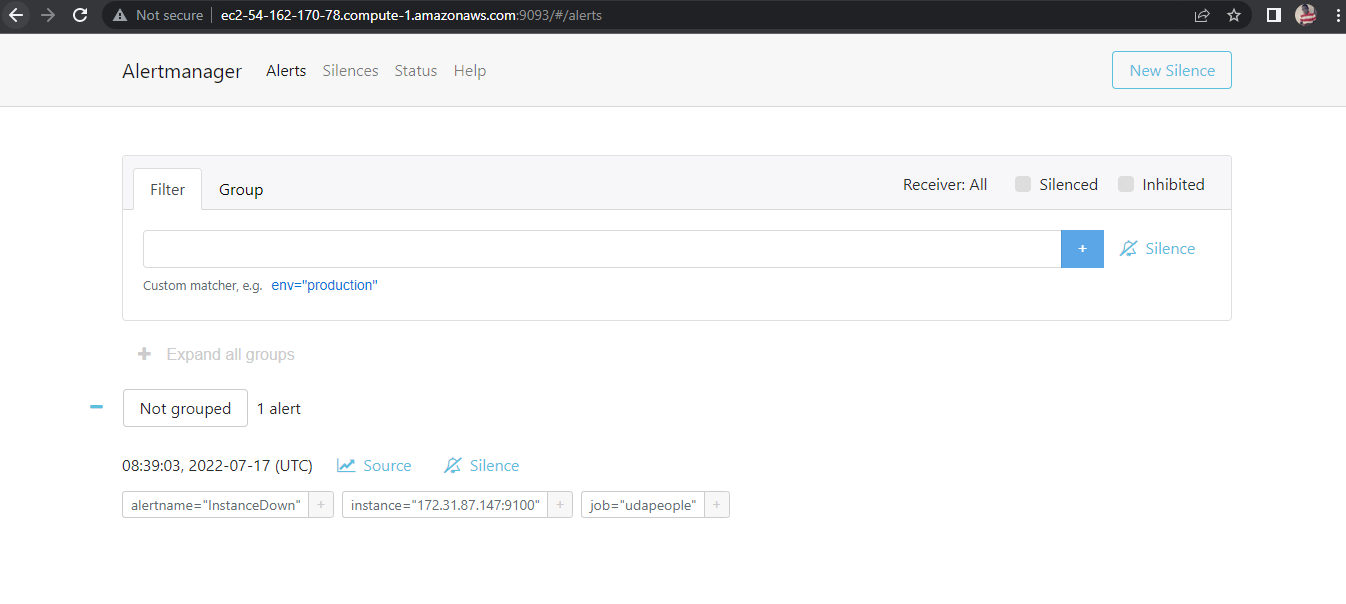 Not secure ec2-54-162-170-78.compute-1.amazonaws.com:9093/#/alerts
Alertmanager Alerts Silences Status Help New Silence
Filter Group Receiver: All Silenced Inhibited
+ Silence
Custom matcher, e.g. env="production"
+ Expand all groups
Not grouped 1 alert
08:39:03, 2022-07-17 (UTC) Source Silence
alertname="InstanceDown" + instance="172.31.87.147:9100" + job="udapeople" +